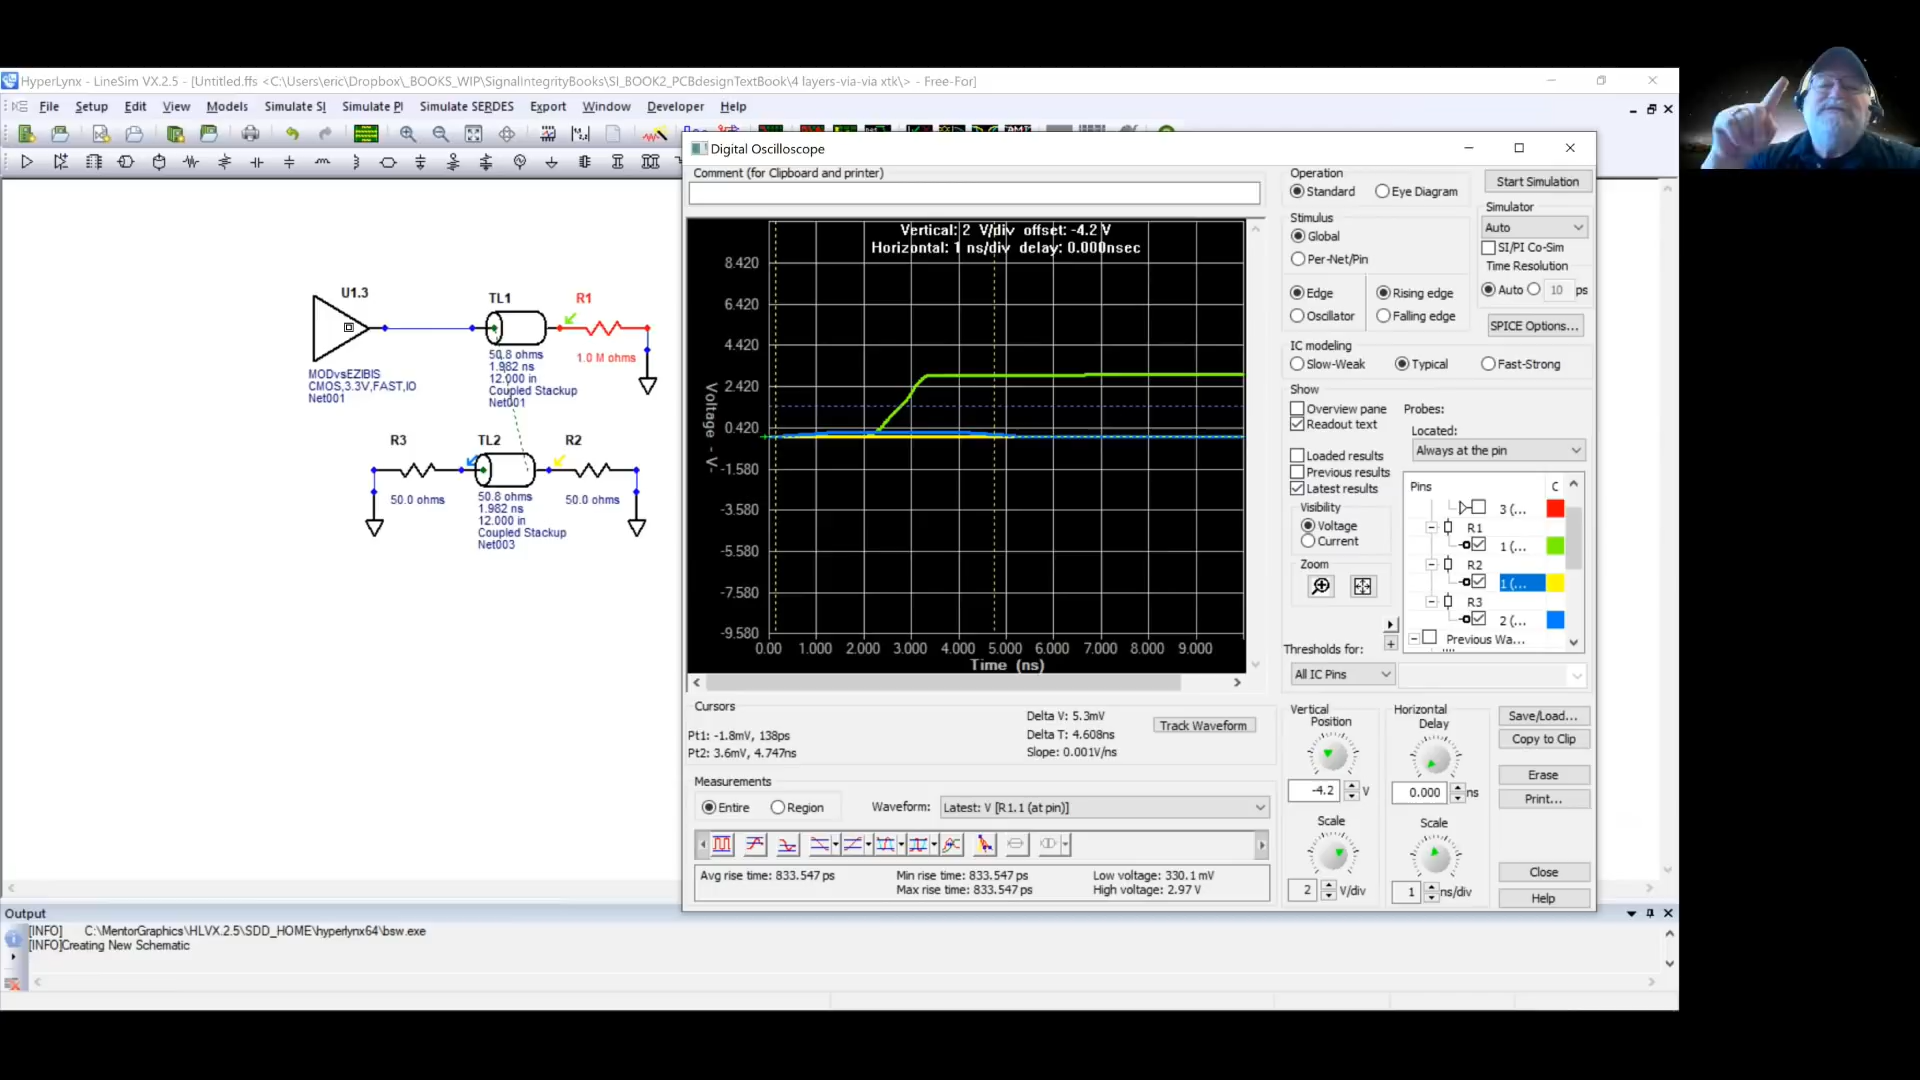 HyperLynx - LineSim VX.2.5 - [Untitled.ffs <C:\Users\eric\Dropbox\_BOOKS_WIP\SignalIntegrityBooks\SI_BOOK2_PCBdesignTextBook\4 layers-via-via xtk\> - Free-For]
File Setup Edit View Models Simulate SI Simulate PI Simulate SERDES Export Window Developer Help
U1.3
MODvsEZIBIS
CMOS,3.3V,FAST,IO
Net001
TL1
50.8 ohms
1.982 ns
12.000 in
Coupled Stackup
Net001
R1
1.0 M ohms
R3
50.0 ohms
TL2
50.8 ohms
1.982 ns
12.000 in
Coupled Stackup
Net003
R2
50.0 ohms
Digital Oscilloscope
Comment (for Clipboard and printer)
Vertical: 2 V/div offset: -4.2 V
Horizontal: 1 ns/div delay: 0.000nsec
8.420
6.420
4.420
2.420
0.420
-1.580
-3.580
-5.580
-7.580
-9.580
Voltage - V-
0.00 1.000 2.000 3.000 4.000 5.000 6.000 7.000 8.000 9.000
Time (ns)
Cursors
Pt1: -1.8mV, 138ps
Pt2: 3.6mV, 4.747ns
Delta V: 5.3mV
Delta T: 4.608ns
Slope: 0.001V/ns
Track Waveform
Measurements
Entire Region Waveform: Latest: V [R1.1 (at pin)]
Avg rise time: 833.547 ps Min rise time: 833.547 ps Low voltage: 330.1 mV
Max rise time: 833.547 ps High voltage: 2.97 V
Operation
Standard Eye Diagram
Start Simulation
Stimulus
Global
Per-Net/Pin
Edge Rising edge
Oscillator Falling edge
Simulator
Auto
SI/PI Co-Sim
Time Resolution
Auto 10 ps
SPICE Options...
IC modeling
Slow-Weak Typical Fast-Strong
Show
Overview pane
Readout text
Loaded results
Previous results
Latest results
Visibility
Voltage
Current
Zoom
Probes:
Located:
Always at the pin
Pins C
3 (...
R1
1 (...
R2
1 (...
R3
2 (...
Previous Wa...
Thresholds for:
All IC Pins
Vertical
Position
-4.2 V
Scale
2 V/div
Horizontal
Delay
0.000 ns
Scale
1 ns/div
Save/Load...
Copy to Clip
Erase
Print...
Close
Help
Output
[INFO] C:\MentorGraphics\HLVX.2.5\SDD_HOME\hyperlynx64\bsw.exe
[INFO]Creating New Schematic